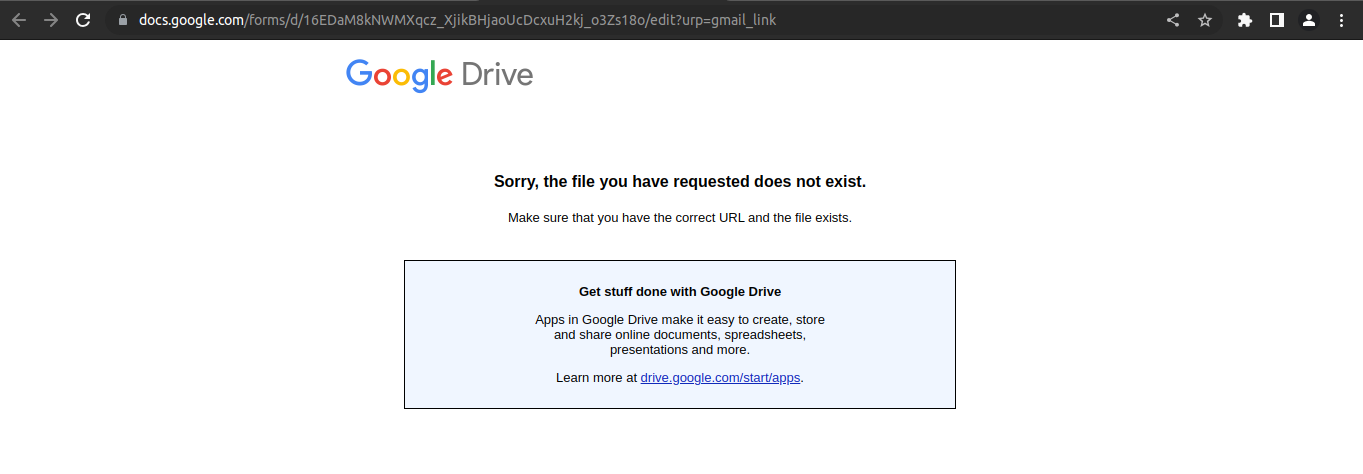 docs.google.com/forms/d/16EDaM8kNWMXqcz_XjikBHjaoUcDcxuH2kj_o3Zs18o/edit?urp=gmail_link
Google Drive
Sorry, the file you have requested does not exist.
Make sure that you have the correct URL and the file exists.
Get stuff done with Google Drive
Apps in Google Drive make it easy to create, store
and share online documents, spreadsheets,
presentations and more.
Learn more at drive.google.com/start/apps.